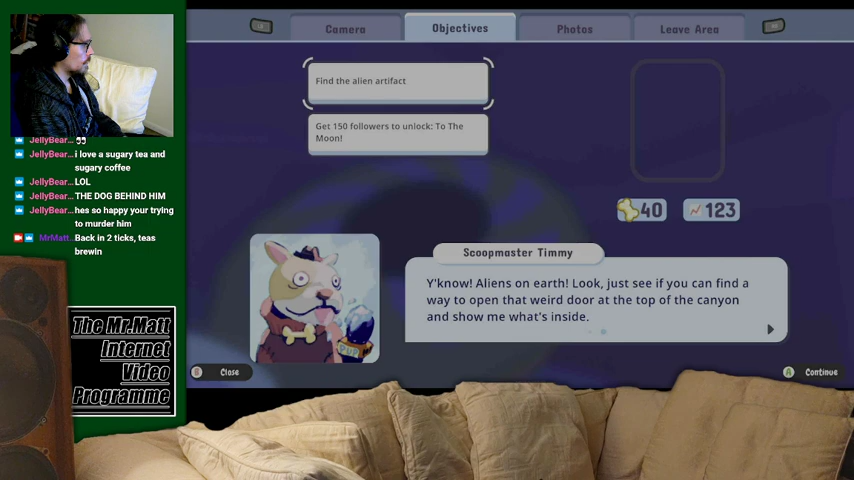 Camera
Objectives
Photos
Leave Area
Find the alien artifact
Get 150 followers to unlock: To The
Moon!
40
123
JellyBear...
JellyBear... i love a sugary tea and
sugary coffee
JellyBear... LOL
JellyBear... THE DOG BEHIND HIM
JellyBear... hes so happy your trying
to murder him
MrMatt... Back in 2 ticks, teas
brewin
Scoopmaster Timmy
Y'know! Aliens on earth! Look, just see if you can find a
way to open that weird door at the top of the canyon
and show me what's inside.
PUP
The Mr.Matt
Internet
Video
Programme
B Close
A Continue